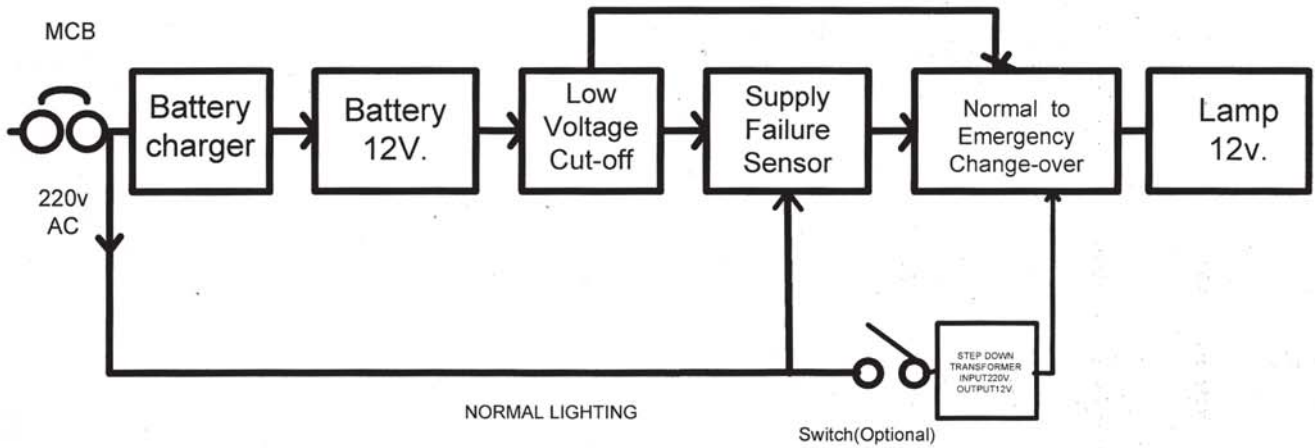 MCB
Battery
charger
Battery
12V.
Low
Voltage
Cut-off
Supply
Failure
Sensor
Normal to
Emergency
Change-over
Lamp
12v.
220v
AC
STEP DOWN
TRANSFORMER
INPUT220V.
OUTPUT12V.
NORMAL LIGHTING
Switch(Optional)